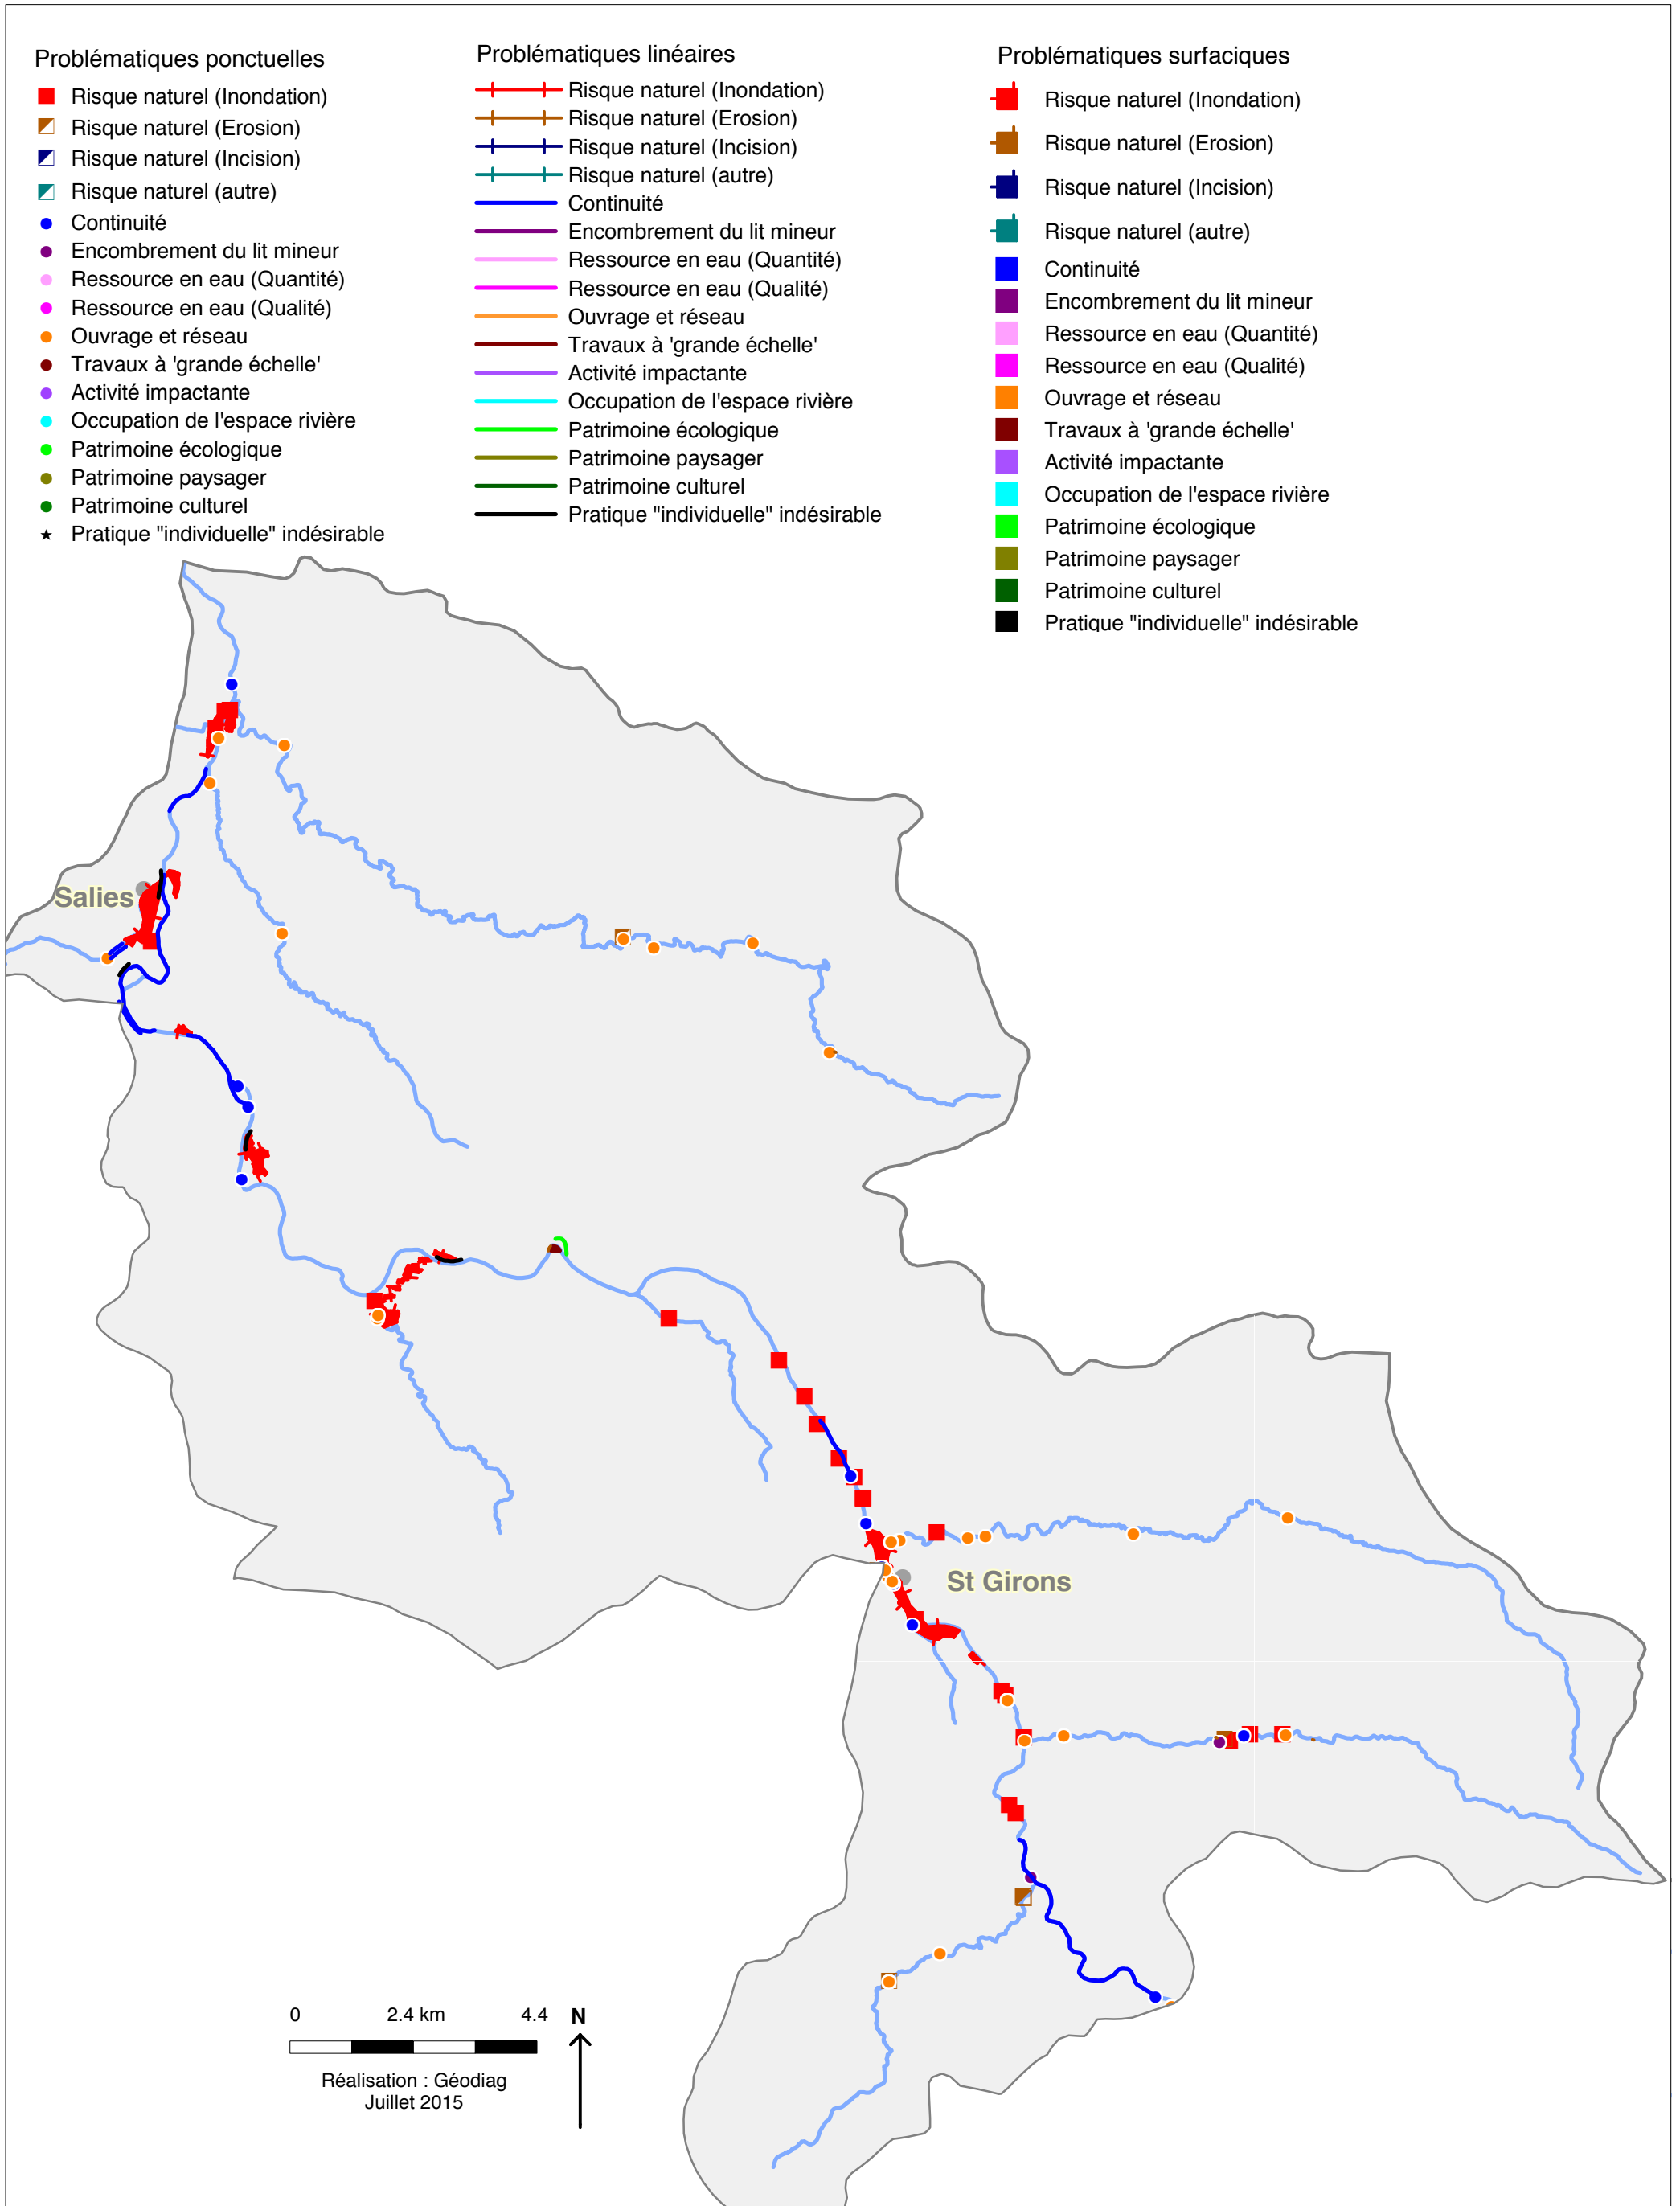 Problématiques ponctuelles
Risque naturel (Inondation)
Risque naturel (Erosion)
Risque naturel (Incision)
Risque naturel (autre)
Continuité
Encombrement du lit mineur
Ressource en eau (Quantité)
Ressource en eau (Qualité)
Ouvrage et réseau
Travaux à 'grande échelle'
Activité impactante
Occupation de l'espace rivière
Patrimoine écologique
Patrimoine paysager
Patrimoine culturel
Pratique "individuelle" indésirable
Problématiques linéaires
Risque naturel (Inondation)
Risque naturel (Erosion)
Risque naturel (Incision)
Risque naturel (autre)
Continuité
Encombrement du lit mineur
Ressource en eau (Quantité)
Ressource en eau (Qualité)
Ouvrage et réseau
Travaux à 'grande échelle'
Activité impactante
Occupation de l'espace rivière
Patrimoine écologique
Patrimoine paysager
Patrimoine culturel
Pratique "individuelle" indésirable
Problématiques surfaciques
Risque naturel (Inondation)
Risque naturel (Erosion)
Risque naturel (Incision)
Risque naturel (autre)
Continuité
Encombrement du lit mineur
Ressource en eau (Quantité)
Ressource en eau (Qualité)
Ouvrage et réseau
Travaux à 'grande échelle'
Activité impactante
Occupation de l'espace rivière
Patrimoine écologique
Patrimoine paysager
Patrimoine culturel
Pratique "individuelle" indésirable
Salies
St Girons
0 2.4 km 4.4 N
Réalisation : Géodiag
Juillet 2015